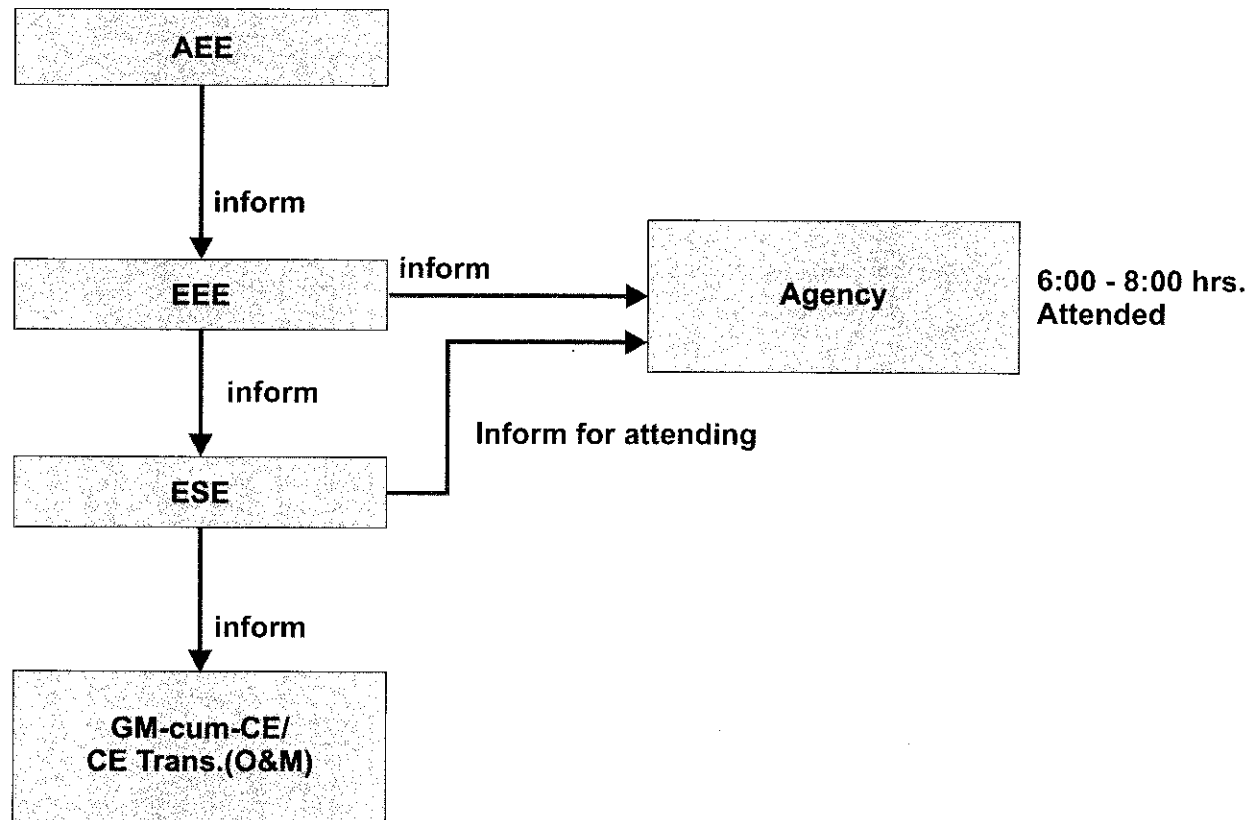 AEE
inform
EEE
inform
Agency
6:00 - 8:00 hrs.
Attended
inform
Inform for attending
ESE
inform
GM-cum-CE/
CE Trans.(O&M)